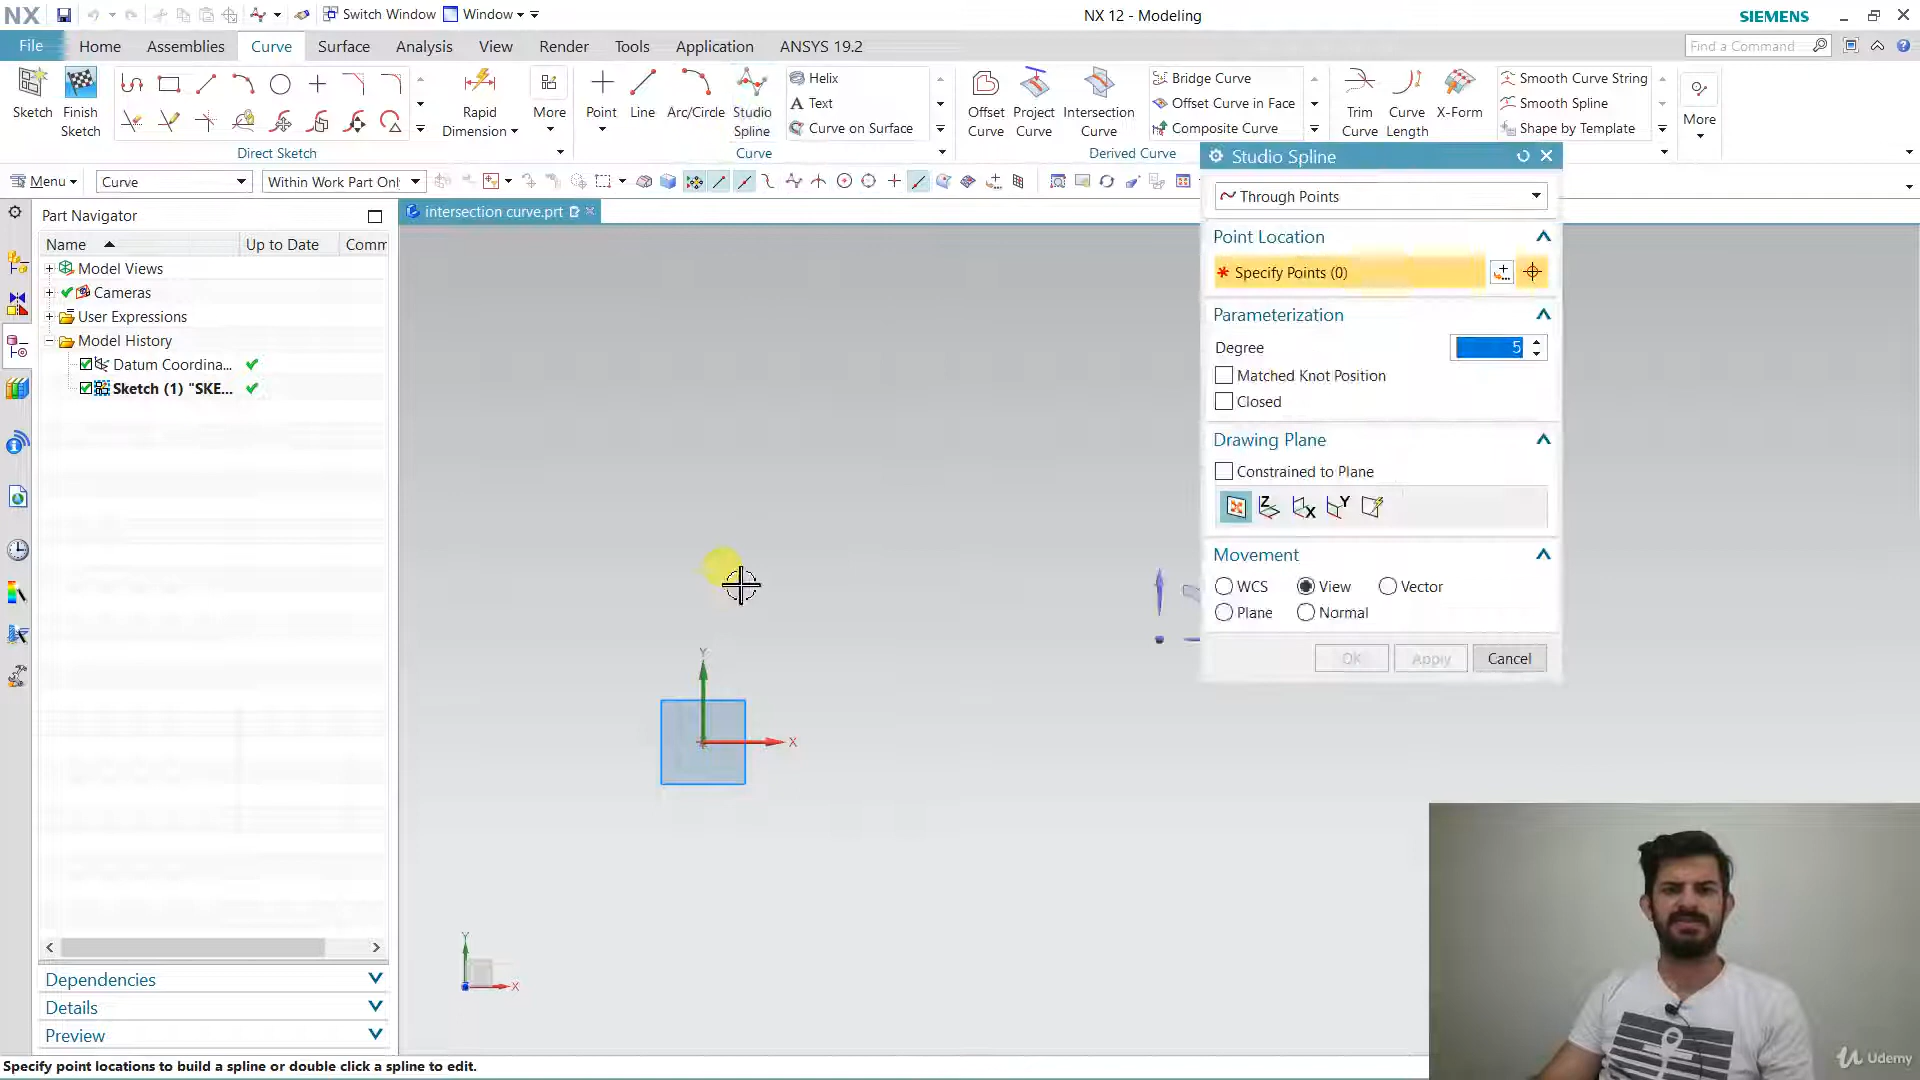 NX
Switch Window
Window
NX 12 - Modeling
SIEMENS
File
Home
Assemblies
Curve
Surface
Analysis
View
Render
Tools
Application
ANSYS 19.2
Find a Command
Sketch
Finish Sketch
Rapid Dimension
More
Point
Line
Arc/Circle
Studio Spline
Helix
Text
Curve on Surface
Offset Curve
Project Curve
Intersection Curve
Bridge Curve
Offset Curve in Face
Composite Curve
Trim Curve
Curve Length
X-Form
Smooth Curve String
Smooth Spline
Shape by Template
More
Direct Sketch
Curve
Derived Curve
Menu
Curve
Within Work Part Only
Part Navigator
Name
Up to Date
Comm
Model Views
Cameras
User Expressions
Model History
Datum Coordina...
Sketch (1) "SKE...
Dependencies
Details
Preview
intersection curve.prt
Y
X
Y
X
Studio Spline
Through Points
Point Location
* Specify Points (0)
Parameterization
Degree
5
Matched Knot Position
Closed
Drawing Plane
Constrained to Plane
Z
X
Y
Movement
WCS
View
Vector
Plane
Normal
OK
Apply
Cancel
Specify point locations to build a spline or double click a spline to edit.
Udemy